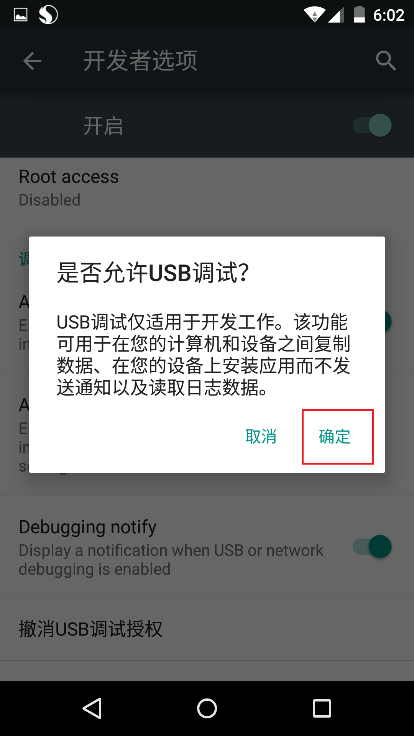 6:02
开发者选项
开启
Root access
Disabled
调
A
E
in
A
E
in
s
是否允许USB调试？
USB调试仅适用于开发工作。该功能
可用于在您的计算机和设备之间复制
数据、在您的设备上安装应用而不发
送通知以及读取日志数据。
取消
确定
Debugging notify
Display a notification when USB or network
debugging is enabled
撤消USB调试授权